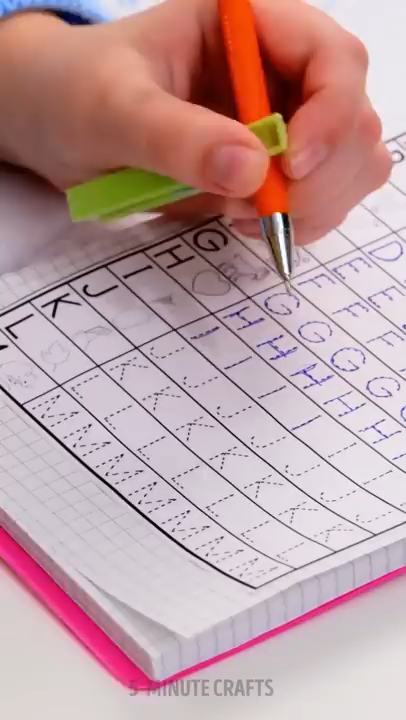 D
E E E
F F F
G G G G G G
H H H H H H
I I I I I
J J J J J J
K K K K K K K
L L L L L L L L
M M M M M M M M
5-MINUTE CRAFTS